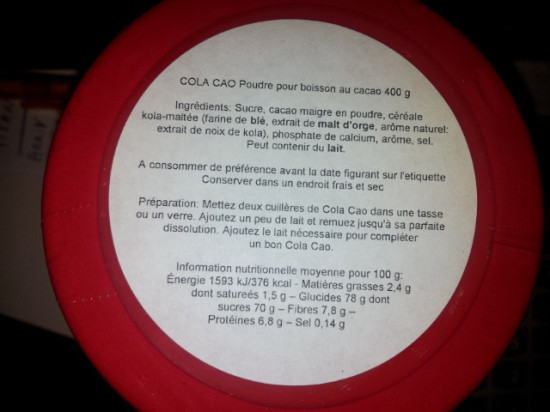 COLA CAO Poudre pour boisson au cacao 400 g
Ingrédients: Sucre, cacao maigre en poudre, céréale
kola-maltée (farine de blé, extrait de malt d'orge, arôme naturel:
extrait de noix de kola), phosphate de calcium, arôme, sel.
Peut contenir du lait.
A consommer de préférence avant la date figurant sur l'etiquette
Conserver dans un endroit frais et sec
Préparation: Mettez deux cuillères de Cola Cao dans une tasse
ou un verre. Ajoutez un peu de lait et remuez jusqu'à sa parfaite
dissolution. Ajoutez le lait nécessaire pour compléter
un bon Cola Cao.
Information nutritionnelle moyenne pour 100 g:
Énergie 1593 kJ/376 kcal - Matières grasses 2,4 g
dont satureés 1,5 g – Glucides 78 g dont
sucres 70 g – Fibres 7,8 g –
Protéines 6,8 g – Sel 0,14 g